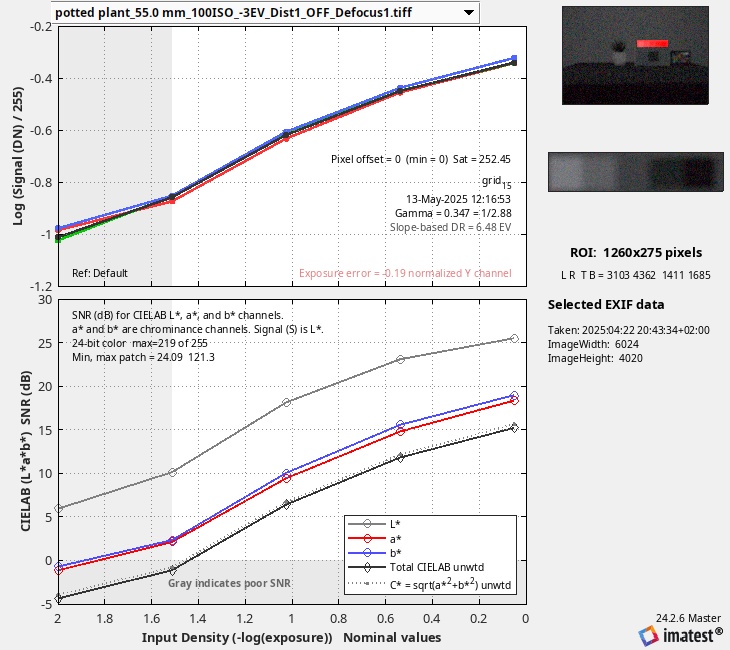 potted plant_55.0 mm_100ISO_-3EV_Dist1_OFF_Defocus1.tiff
Log (Signal (DN) / 255)
-0.2
-0.4
-0.6
-0.8
-1
-1.2
Pixel offset = 0 (min = 0) Sat = 252.45
grid15
13-May-2025 12:16:53
Gamma = 0.347 = 1/2.88
Slope-based DR = 6.48 EV
Ref: Default
Exposure error = -0.19 normalized Y channel
CIELAB (L*a*b*) SNR (dB)
30
25
20
15
10
5
0
-5
SNR (dB) for CIELAB L*, a*, and b* channels.
a* and b* are chrominance channels. Signal (S) is L*.
24-bit color max=219 of 255
Min, max patch = 24.09 121.3
L*
a*
b*
Total CIELAB unwtd
C* = sqrt(a*2+b*2) unwtd
Gray indicates poor SNR
2 1.8 1.6 1.4 1.2 1 0.8 0.6 0.4 0.2 0
Input Density (-log(exposure)) Nominal values
ROI: 1260x275 pixels
L R T B = 3103 4362 1411 1685
Selected EXIF data
Taken: 2025:04:22 20:43:34+02:00
ImageWidth: 6024
ImageHeight: 4020
24.2.6 Master
imatest®